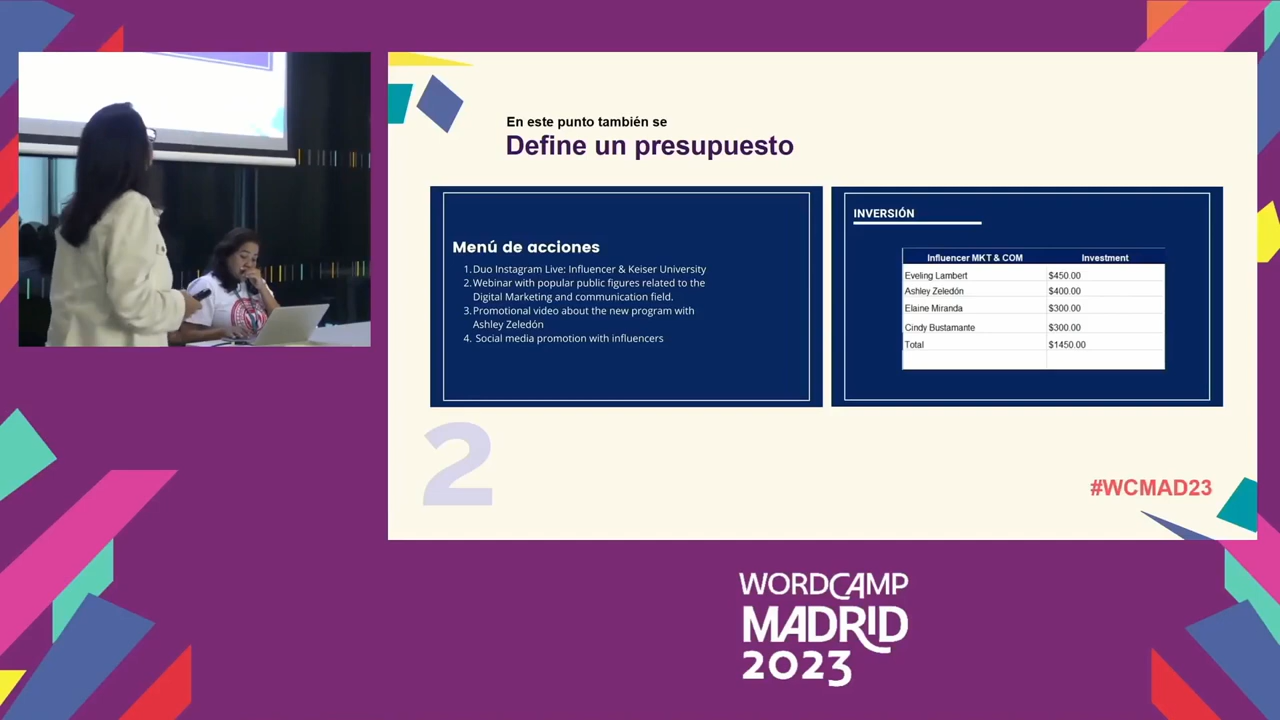 En este punto también se
Define un presupuesto
Menú de acciones
1. Duo Instagram Live: Influencer & Keiser University
2. Webinar with popular public figures related to the
Digital Marketing and communication field.
3. Promotional video about the new program with
Ashley Zeledón
4. Social media promotion with influencers
INVERSIÓN
Influencer MKT & COM Investment
Eveling Lambert $450.00
Ashley Zeledón $400.00
Elaine Miranda $300.00
Cindy Bustamante $300.00
Total $1450.00
2
#WCMAD23
WORDCAMP
MADRID
2023